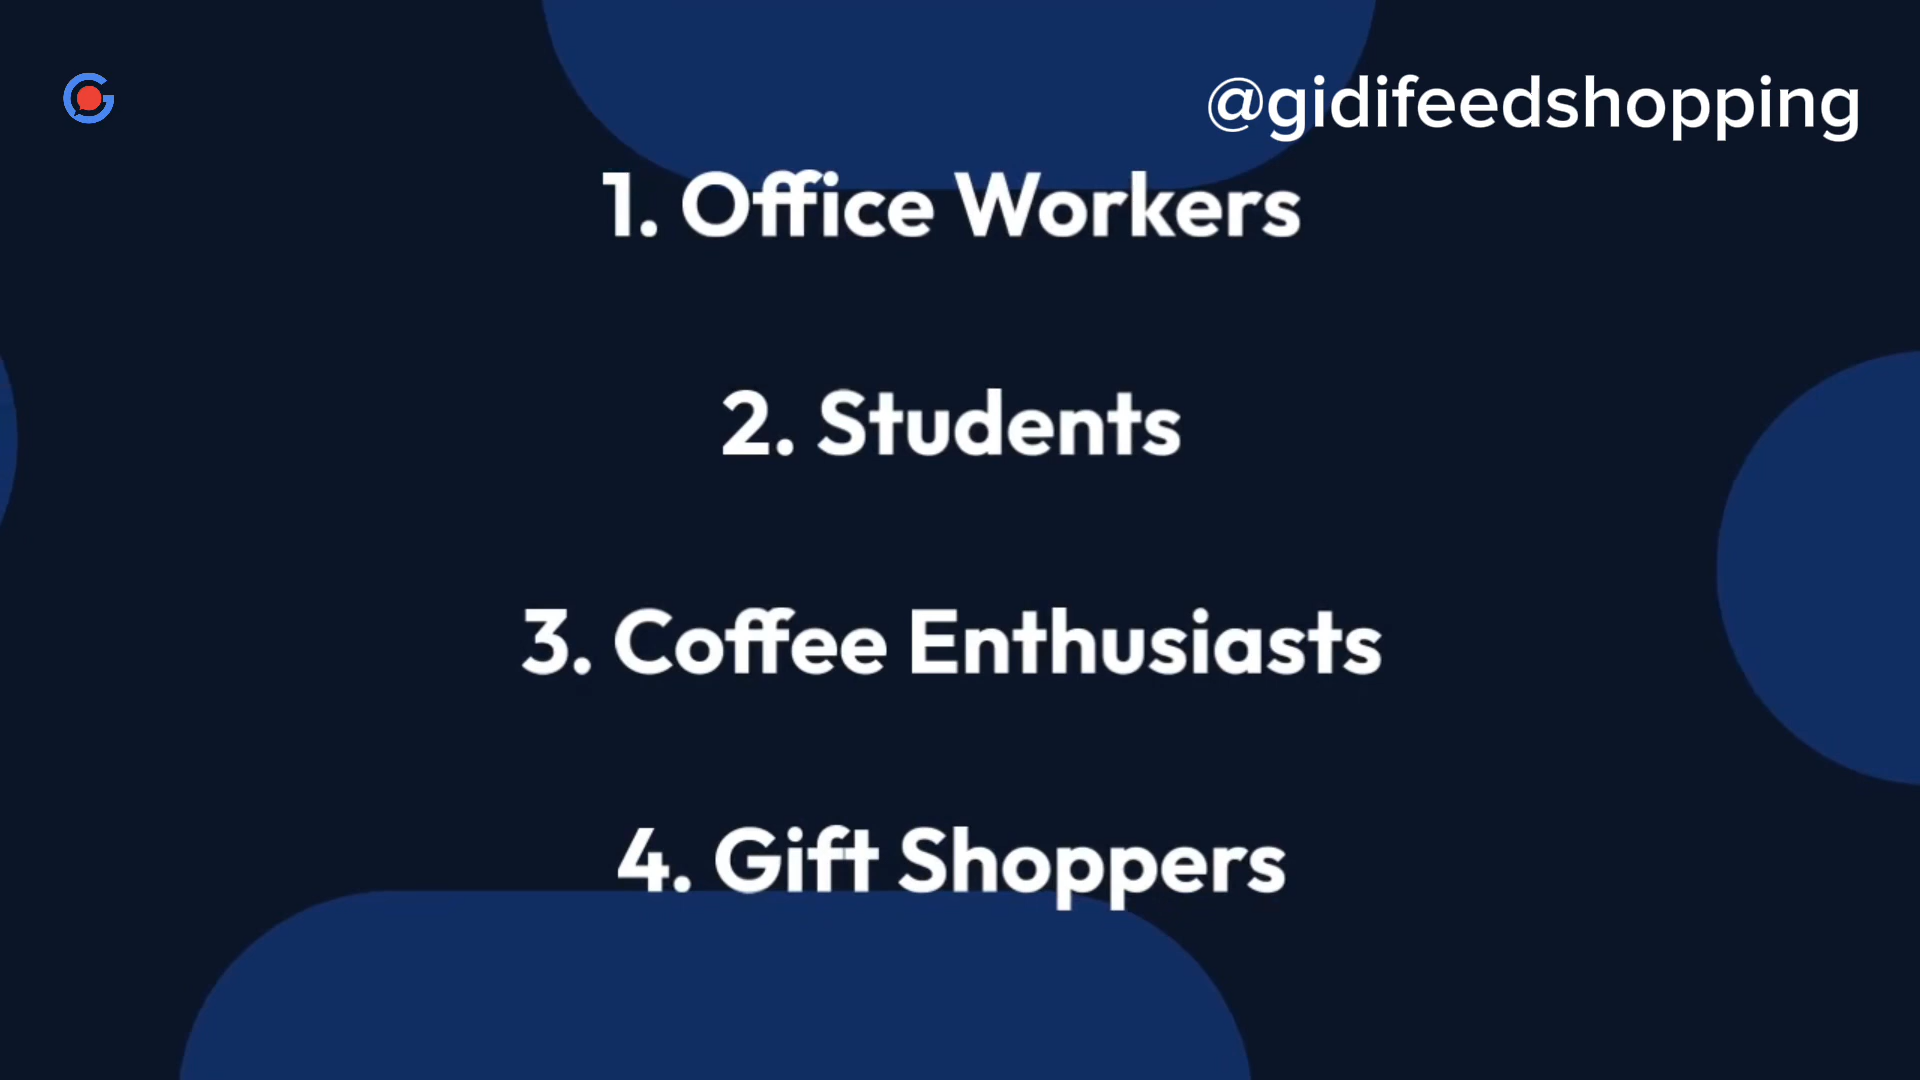 @gidifeedshopping
1. Office Workers
2. Students
3. Coffee Enthusiasts
4. Gift Shoppers